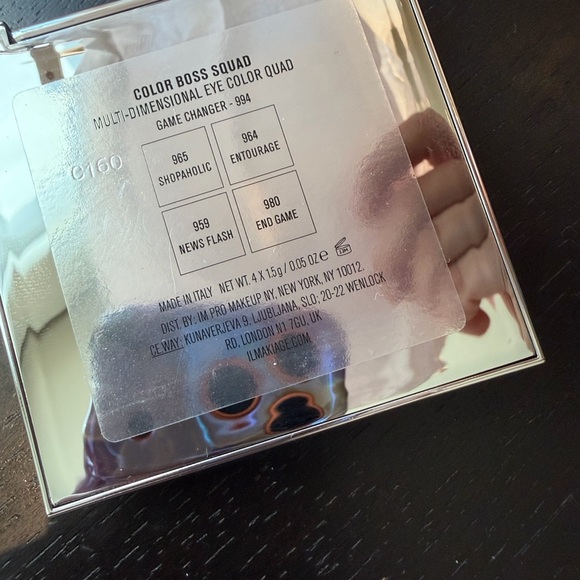 COLOR BOSS SQUAD
MULTI-DIMENSIONAL EYE COLOR QUAD
GAME CHANGER - 994
C160
965
SHOPAHOLIC
964
ENTOURAGE
959
NEWS FLASH
980
END GAME
MADE IN ITALY NET WT. 4 X 1.5g / 0.05 OZ℮
DIST. BY: IM PRO MAKEUP NY, NEW YORK, NY 10012.
CE WAY: KUNAVERJEVA 9, LJUBLJANA, SLO; 20-22 WENLOCK
RD, LONDON N1 7GU, UK
ILMAKIAGE.COM